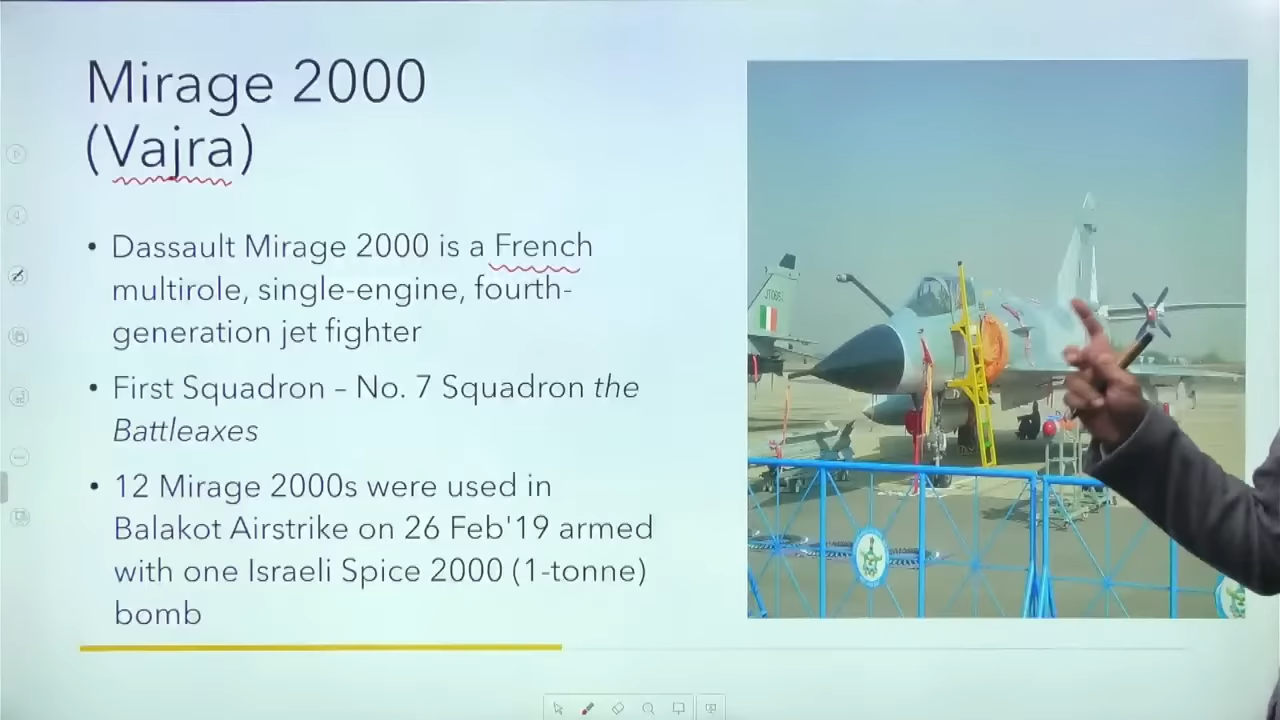 Mirage 2000
(Vajra)
• Dassault Mirage 2000 is a French
multirole, single-engine, fourth-
generation jet fighter
• First Squadron – No. 7 Squadron the
Battleaxes
• 12 Mirage 2000s were used in
Balakot Airstrike on 26 Feb'19 armed
with one Israeli Spice 2000 (1-tonne)
bomb